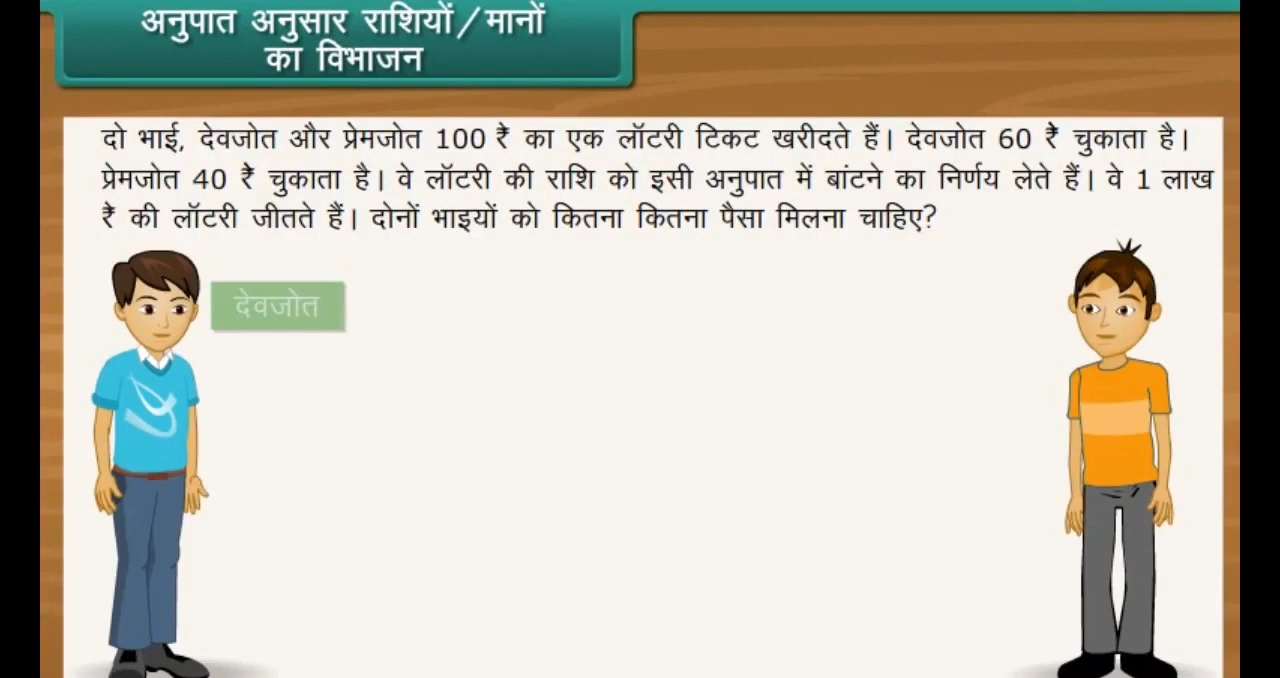 अनुपात अनुसार राशियों/मानों
का विभाजन
दो भाई, देवजोत और प्रेमजोत 100 ₹ का एक लॉटरी टिकट खरीदते हैं। देवजोत 60 ₹ चुकाता है।
प्रेमजोत 40 ₹ चुकाता है। वे लॉटरी की राशि को इसी अनुपात में बांटने का निर्णय लेते हैं। वे 1 लाख
₹ की लॉटरी जीतते हैं। दोनों भाइयों को कितना कितना पैसा मिलना चाहिए?
देवजोत